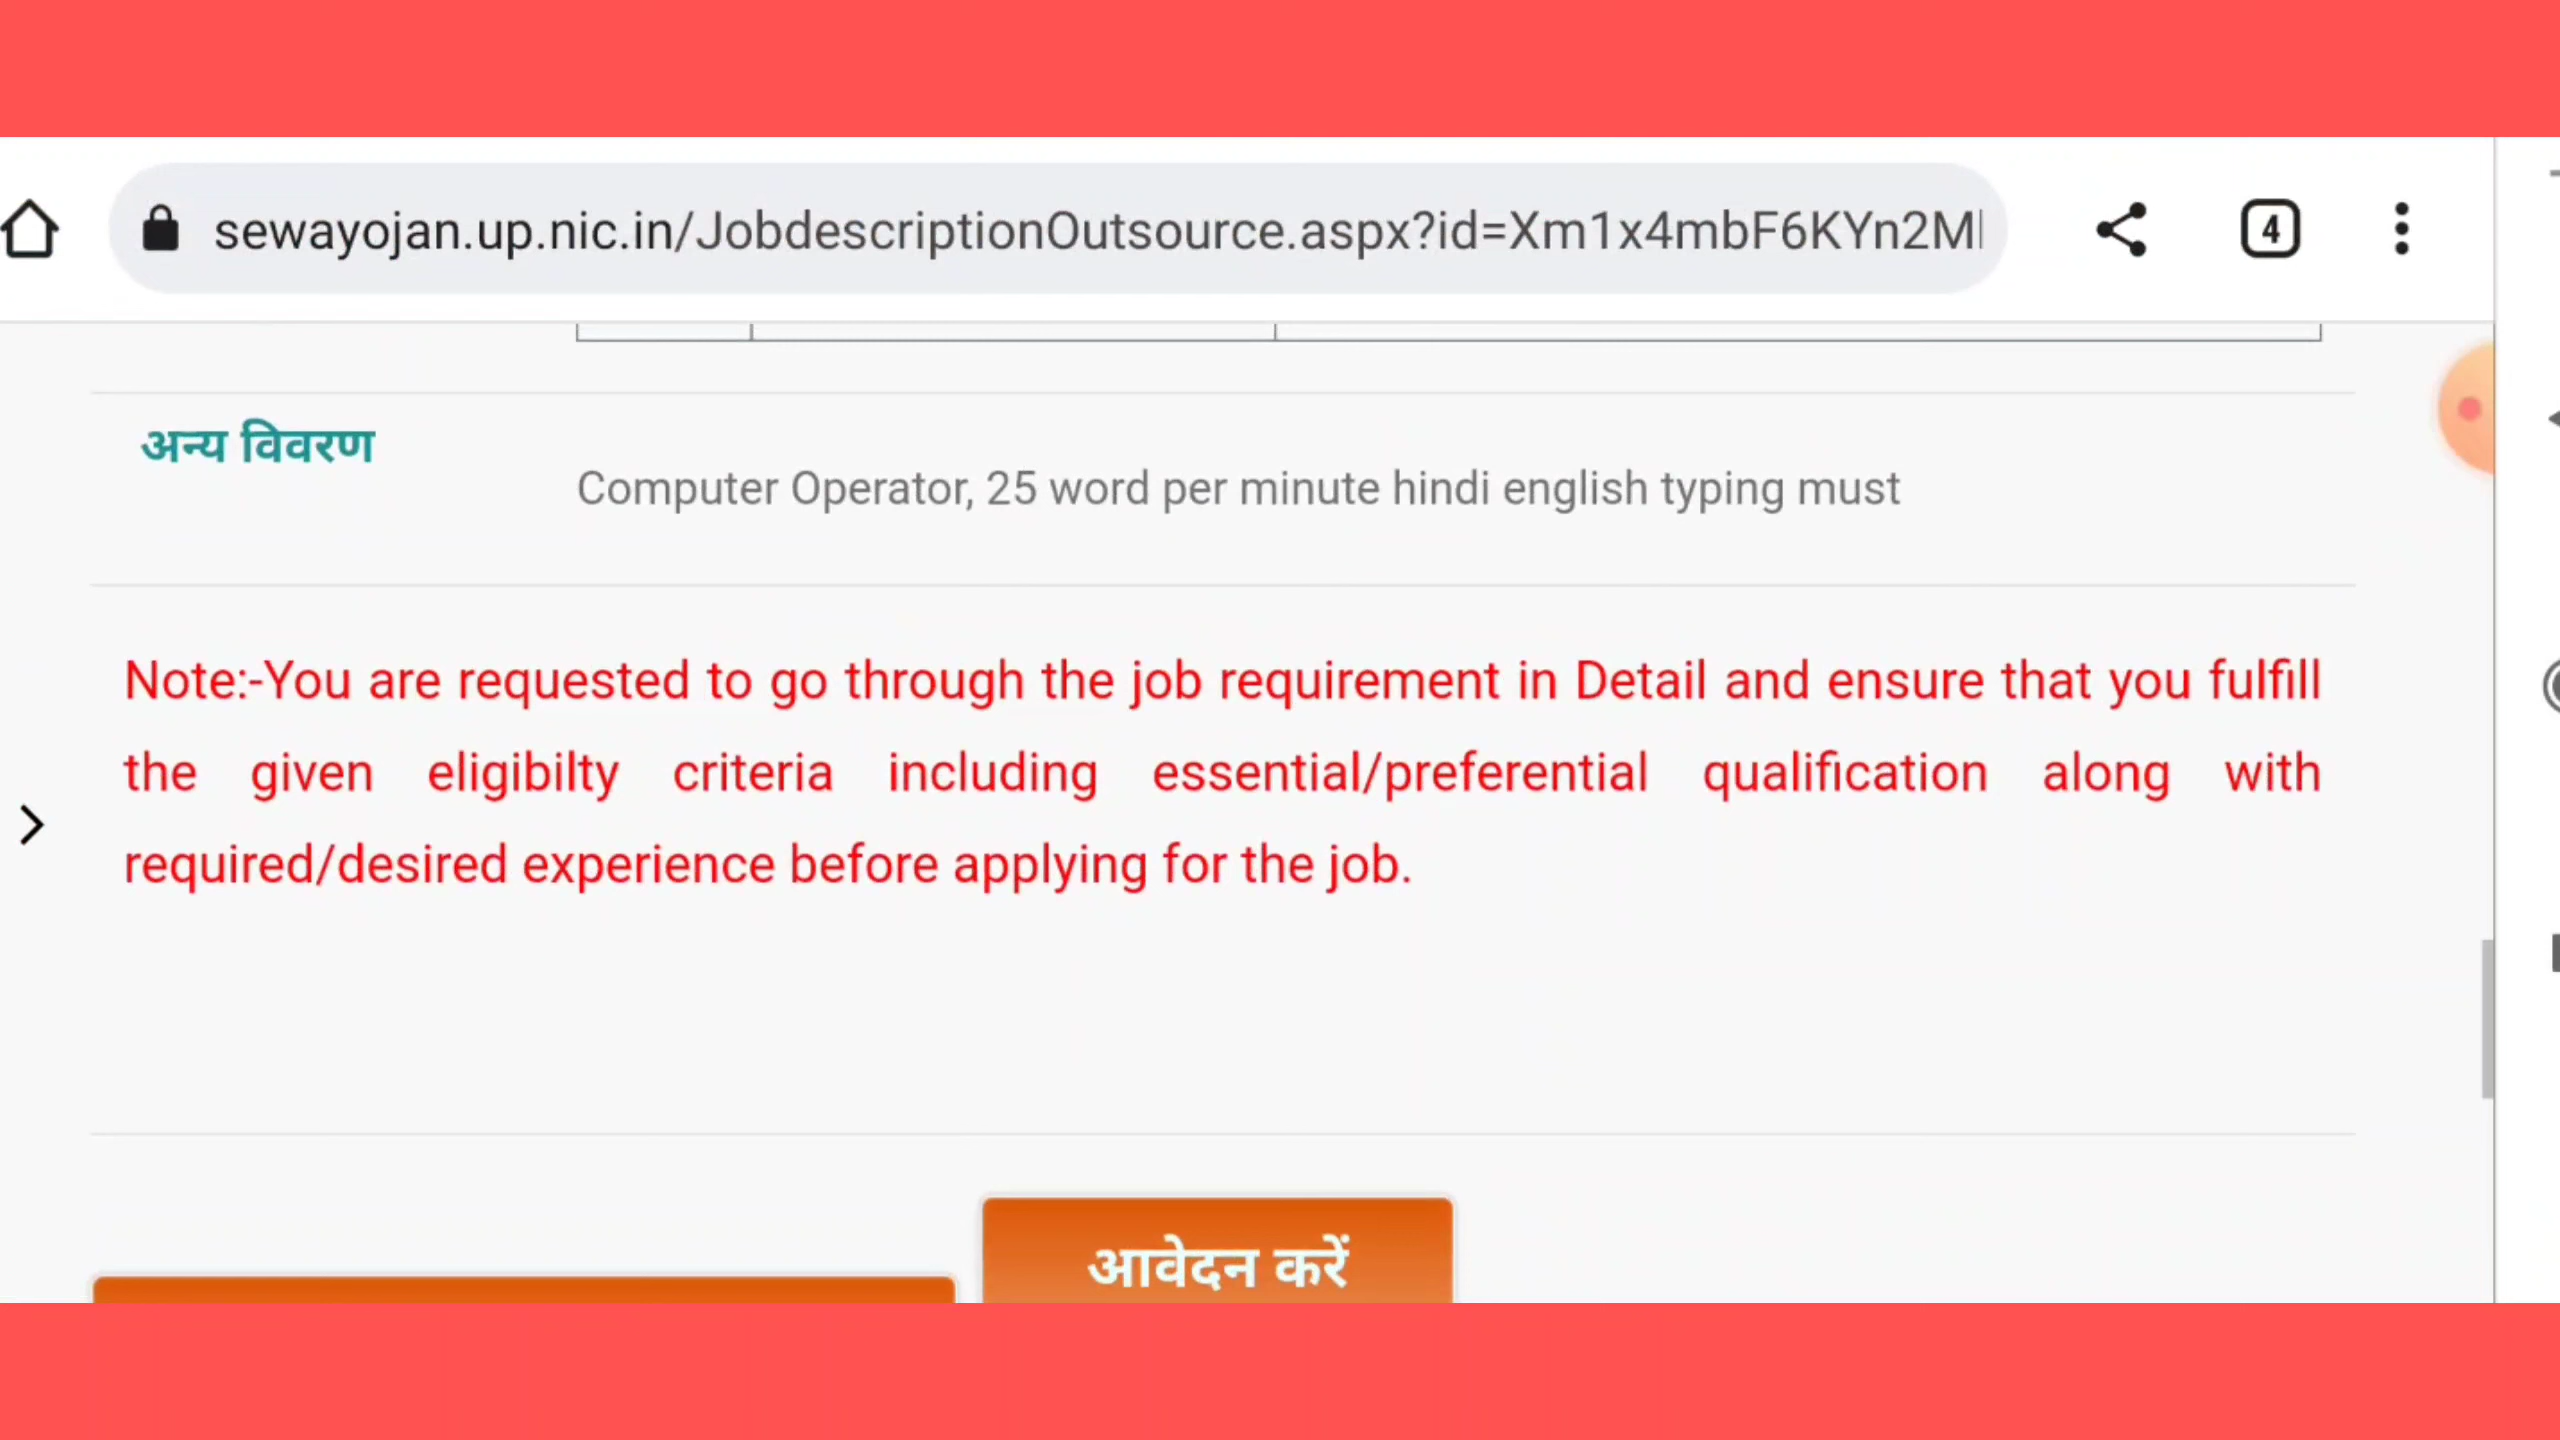 sewayojan.up.nic.in/JobdescriptionOutsource.aspx?id=Xm1x4mbF6KYn2M
4
अन्य विवरण
Computer Operator, 25 word per minute hindi english typing must
Note:-You are requested to go through the job requirement in Detail and ensure that you fulfill
the given eligibilty criteria including essential/preferential qualification along with
required/desired experience before applying for the job.
आवेदन करें